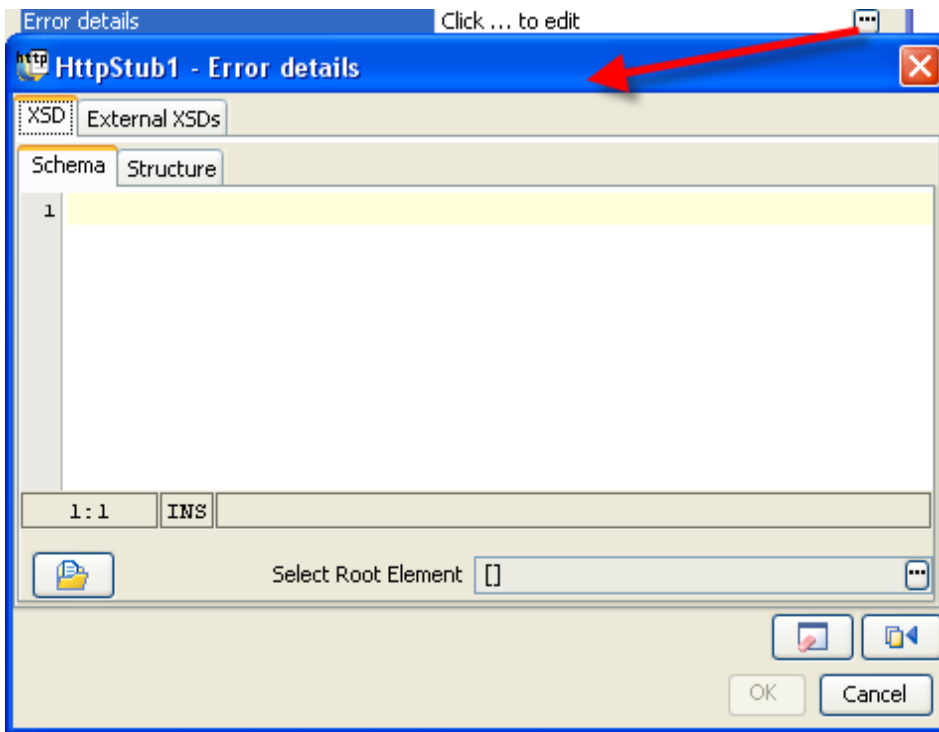 Error details Click ... to edit
http HttpStub1 - Error details
XSD External XSDs
Schema Structure
1
1:1 INS
Select Root Element []
OK Cancel